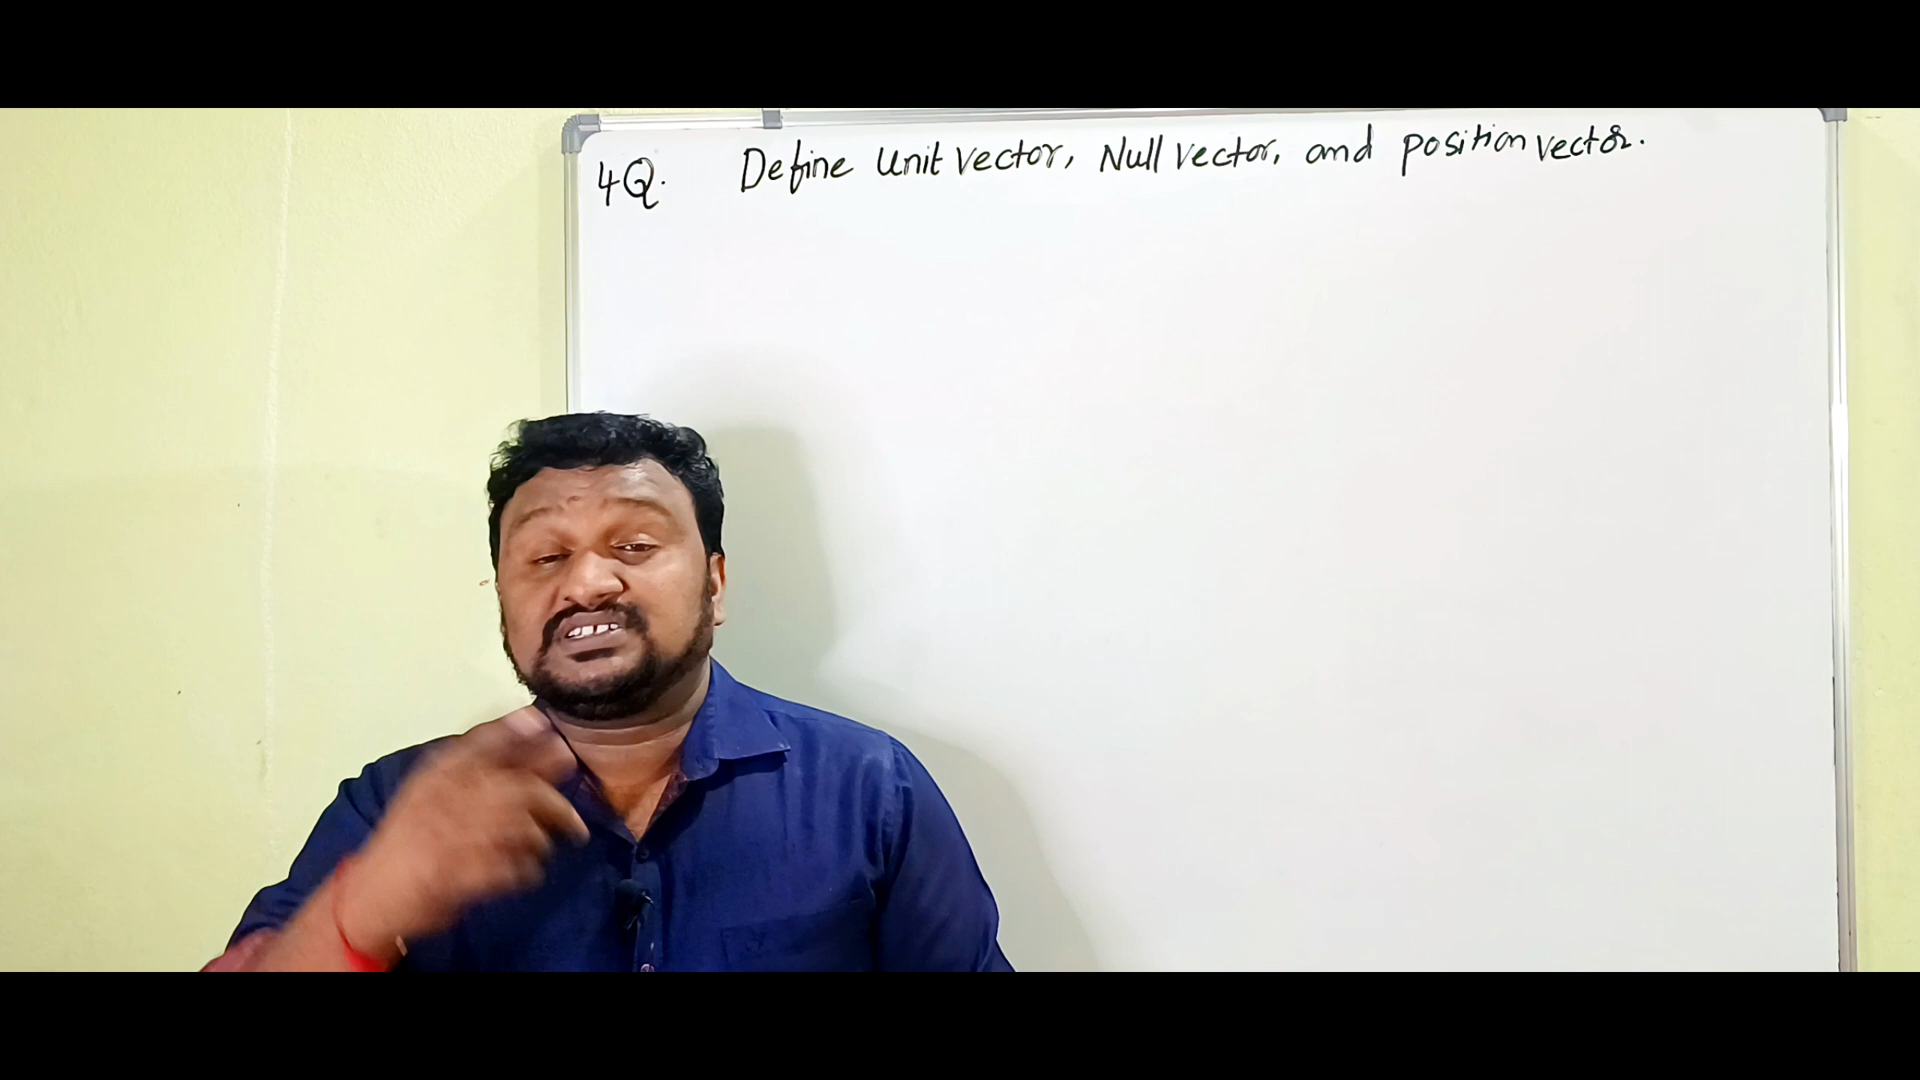 4Q. Define Unit vector, Null vector, and position vector.